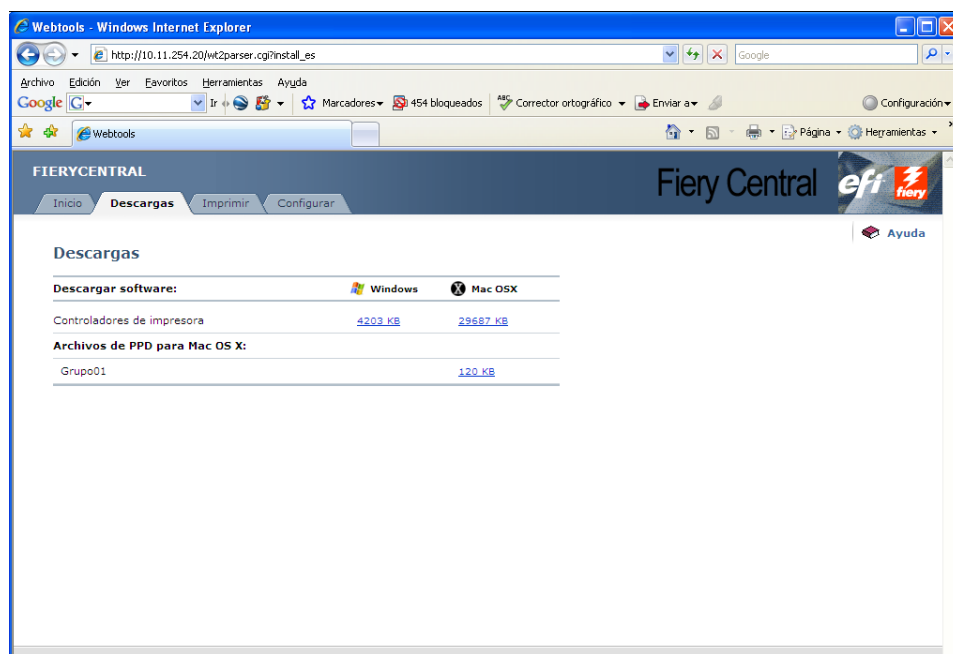 Webtools - Windows Internet Explorer
http://10.11.254.20/wt2parser.cgi?install_es
Google
Archivo Edición Ver Favoritos Herramientas Ayuda
Google G Ir Marcadores 454 bloqueados ABC Corrector ortográfico Enviar a Configuración
Webtools Página Herramientas »
FIERYCENTRAL
Fiery Central efi fiery
Inicio Descargas Imprimir Configurar
Ayuda
Descargas
Descargar software: Windows X Mac OSX
Controladores de impresora 4203 KB 29687 KB
Archivos de PPD para Mac OS X:
Grupo01 120 KB